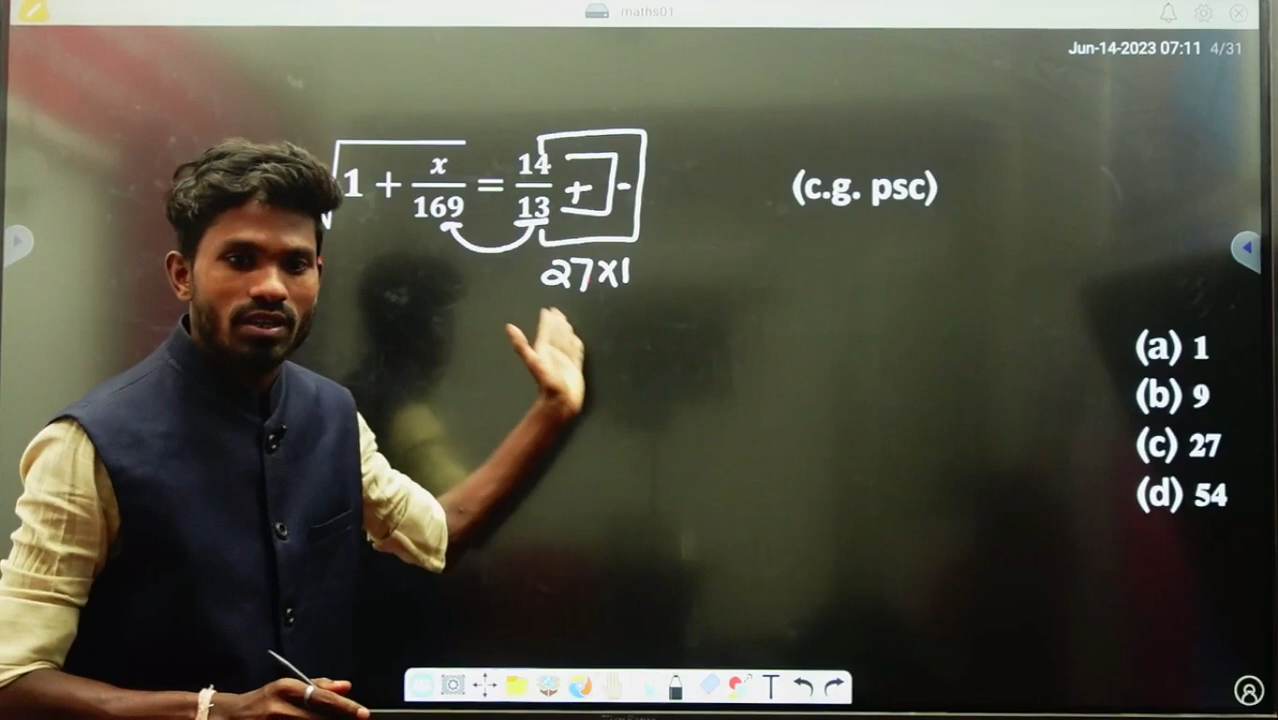 maths01
Jun-14-2023 07:11 4/31
√1 + x/169 = 14/13 + -
(c.g. psc)
27×1
(a) 1
(b) 9
(c) 27
(d) 54
T